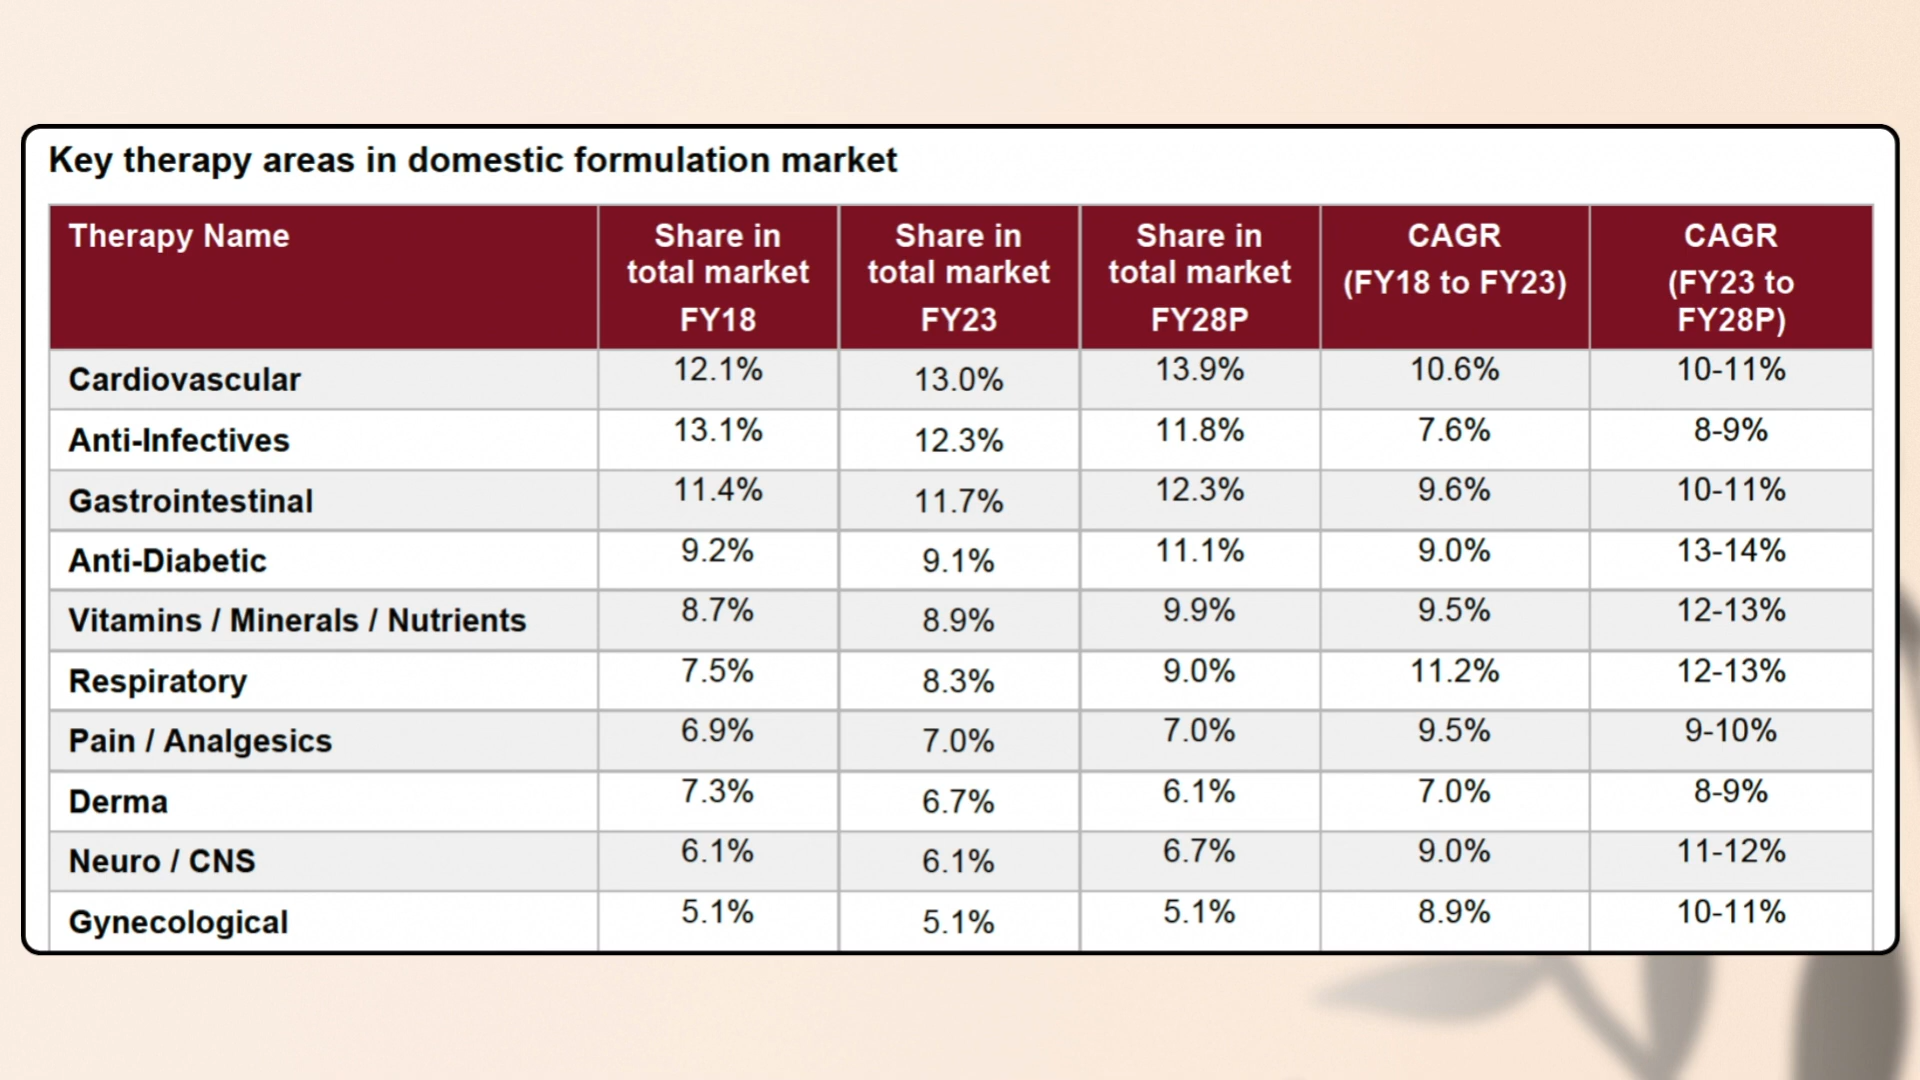 Key therapy areas in domestic formulation market
Therapy Name | Share in total market FY18 | Share in total market FY23 | Share in total market FY28P | CAGR (FY18 to FY23) | CAGR (FY23 to FY28P)
Cardiovascular | 12.1% | 13.0% | 13.9% | 10.6% | 10-11%
Anti-Infectives | 13.1% | 12.3% | 11.8% | 7.6% | 8-9%
Gastrointestinal | 11.4% | 11.7% | 12.3% | 9.6% | 10-11%
Anti-Diabetic | 9.2% | 9.1% | 11.1% | 9.0% | 13-14%
Vitamins / Minerals / Nutrients | 8.7% | 8.9% | 9.9% | 9.5% | 12-13%
Respiratory | 7.5% | 8.3% | 9.0% | 11.2% | 12-13%
Pain / Analgesics | 6.9% | 7.0% | 7.0% | 9.5% | 9-10%
Derma | 7.3% | 6.7% | 6.1% | 7.0% | 8-9%
Neuro / CNS | 6.1% | 6.1% | 6.7% | 9.0% | 11-12%
Gynecological | 5.1% | 5.1% | 5.1% | 8.9% | 10-11%